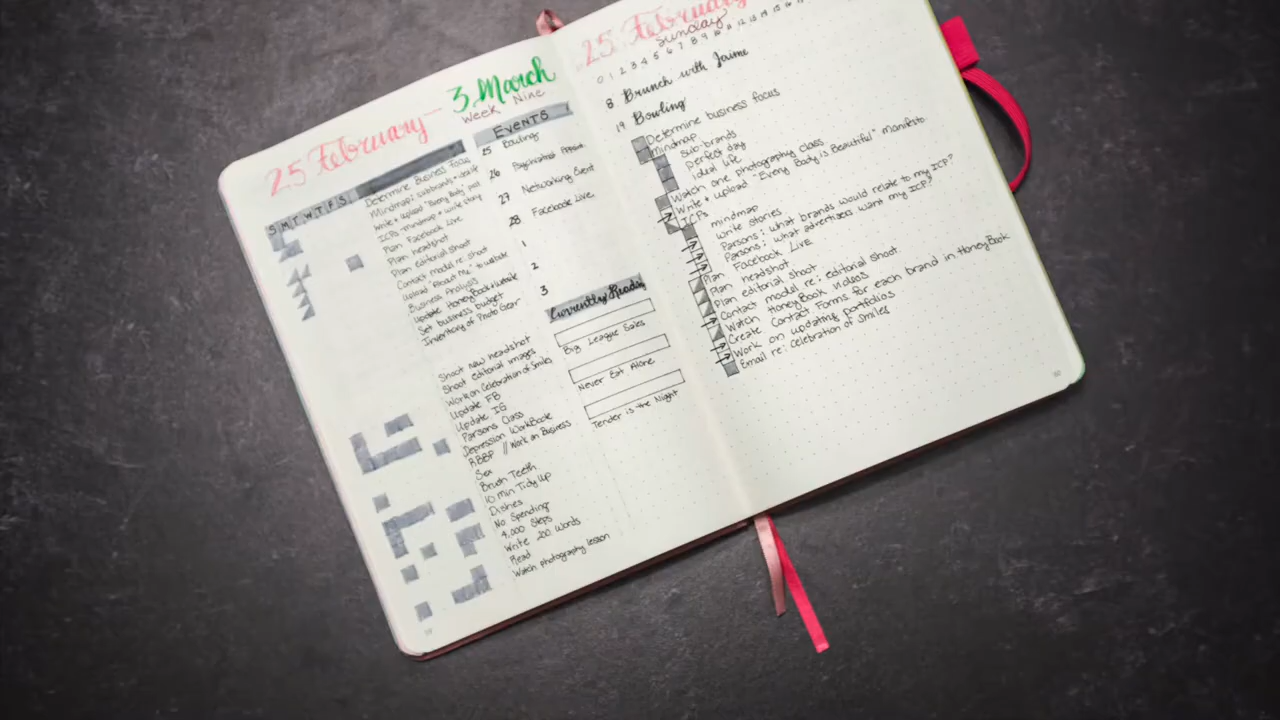 25 February — 3 March
Week Nine
S M T W T F S
Determine Business Focus
Mindmap: subbrands +
Write + Upload "Every Body" post
ICPs - mindmap + write story
Plan Facebook Live
Plan headshot
Plan editorial shoot
Contact model re: shoot
Upload "About Me" to website
Business Analysis
Update HoneyBook + website
Set business budget
Inventory of Photo Gear
Shoot new headshot
Shoot editorial images
Work on Celebration of Smiles
Update FB
Update IG
Parsons Class
Depression WorkBook
RBBP // Work on Business
Sex
Brush Teeth
10 min Tidy Up
Dishes
No Spending
4,000 Steps
Write 200 Words
Read
Watch photography lesson
EVENTS
25 Bowling
26 Psychiatrist Appt
27 Networking Event
28 Facebook Live
1
2
3
Currently Reading
Big League Sales
Never Eat Alone
Tender is the Night
25 February
Sunday
0 1 2 3 4 5 6 7 8 9 10 11 12 13 14 15 16
8 Brunch with Jaime
19 Bowling
Determine business focus
Mindmap
sub-brands
perfect day
ideal life
Watch one photography class
Write + upload "Every Body is Beautiful" manifesto
ICPs
mindmap
write stories
Parsons: what brands would relate to my ICP?
Parsons: what advertisers want my ICP?
Plan Facebook Live
Plan headshot
Plan editorial shoot
Contact model re: editorial shoot
Watch HoneyBook videos
Create Contact Forms for each brand in HoneyBook
Work on updating portfolios
Email re: Celebration of Smiles